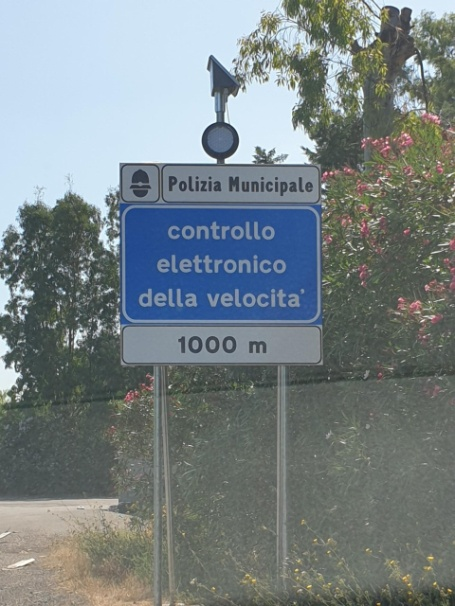 Polizia Municipale
controllo
elettronico
della velocita'
1000 m